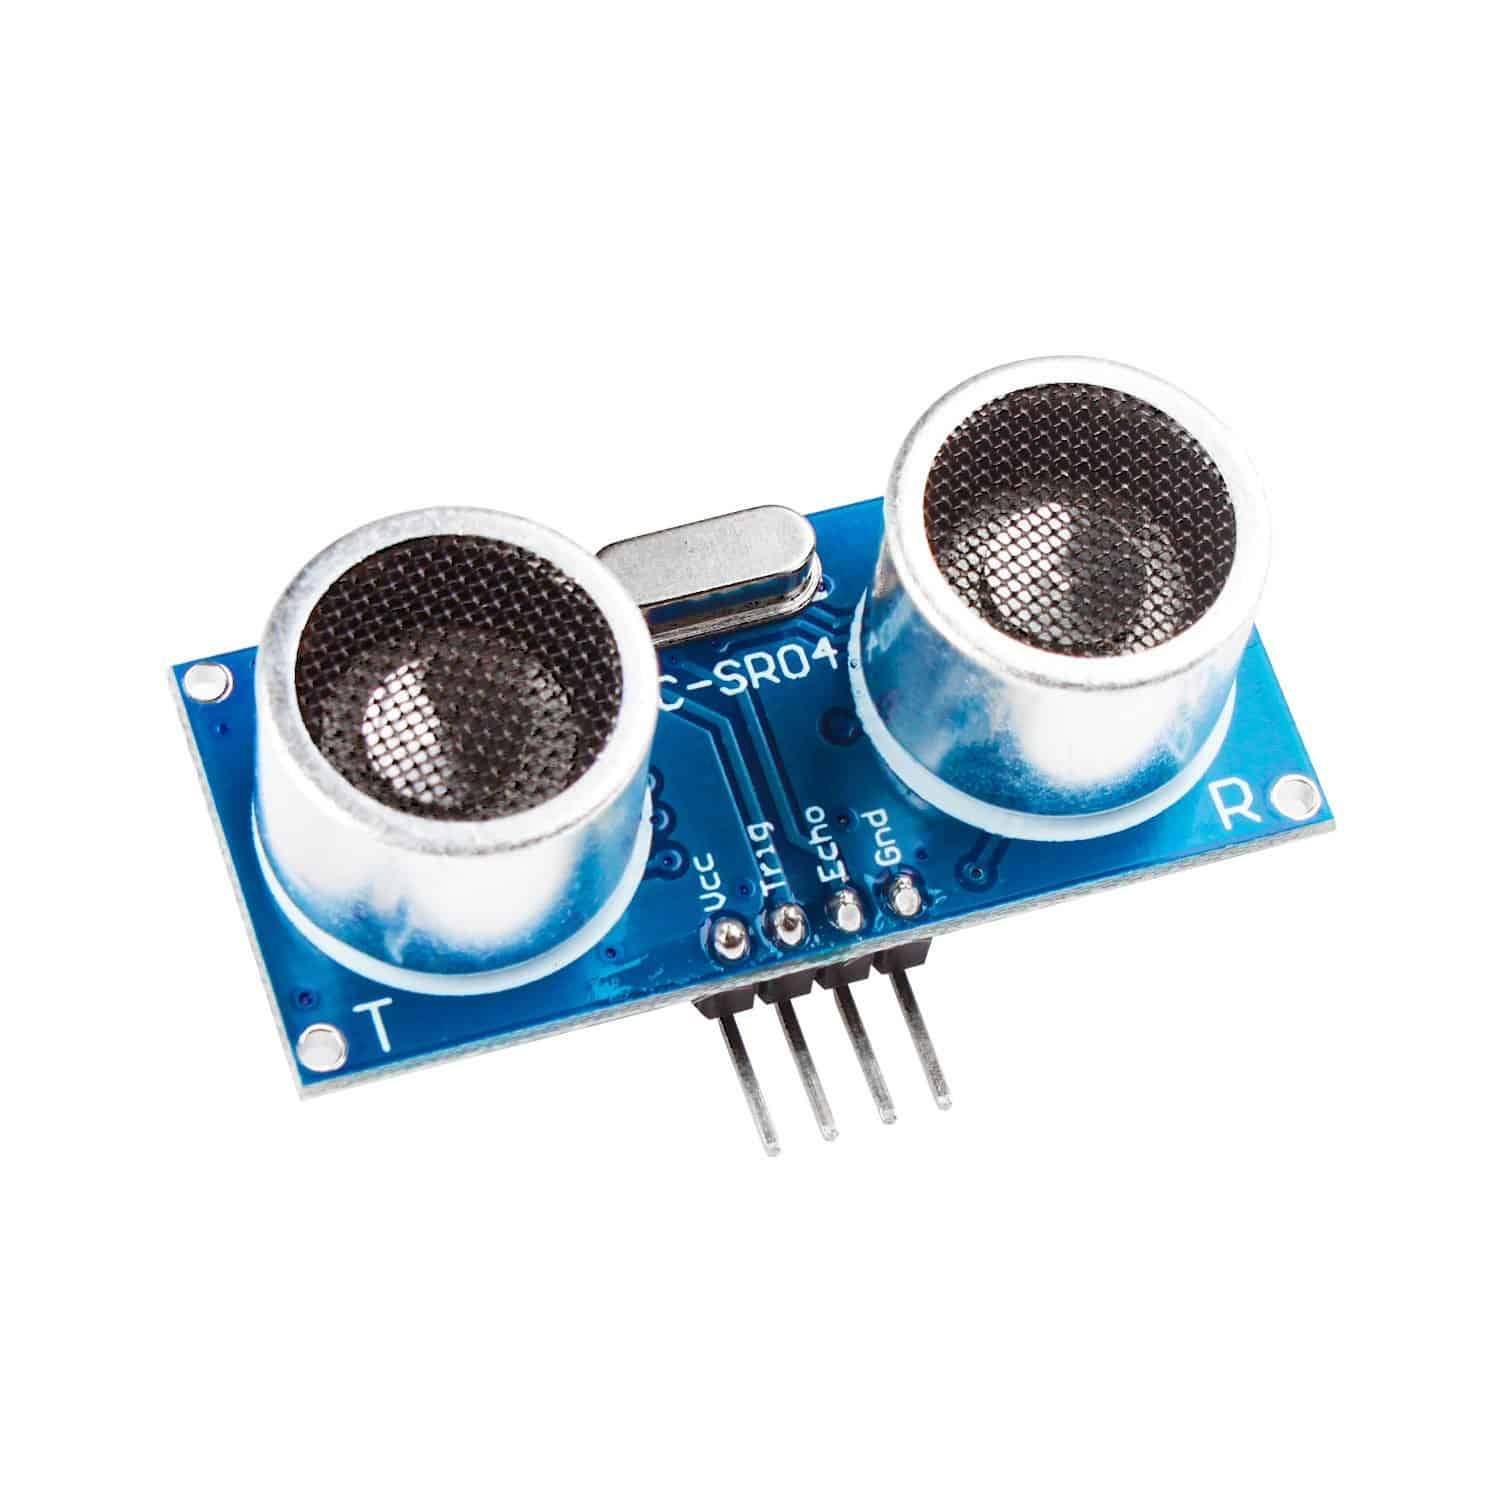 C-SR04
Vcc
Trig
Echo
Gnd
T
R